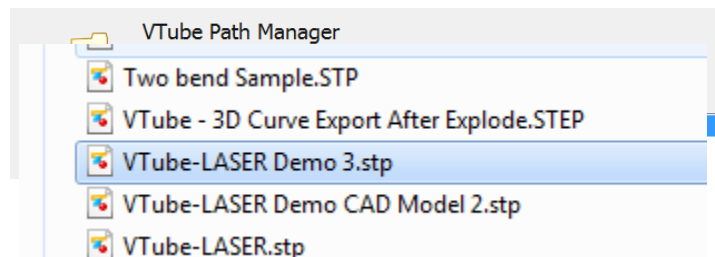 VTube Path Manager
Two bend Sample.STP
VTube - 3D Curve Export After Explode.STEP
VTube-LASER Demo 3.stp
VTube-LASER Demo CAD Model 2.stp
VTube-LASER.stp